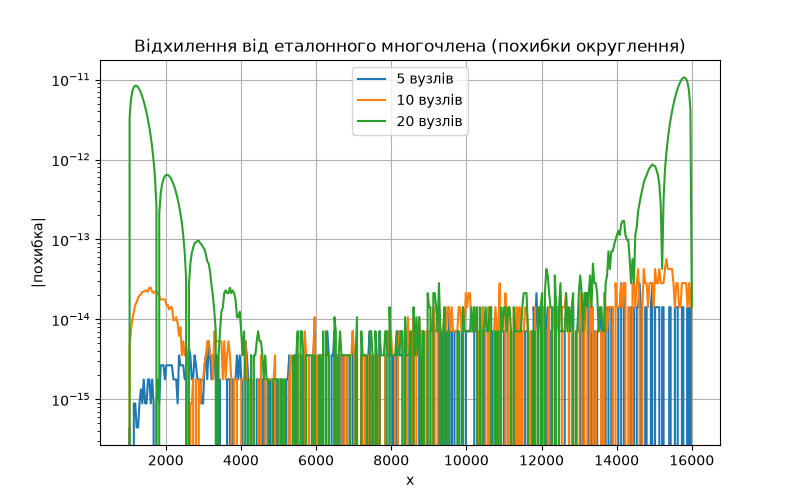 Відхилення від еталонного многочлена (похибки округлення)
5 вузлів
10 вузлів
20 вузлів
|похибка|
10⁻¹¹
10⁻¹²
10⁻¹³
10⁻¹⁴
10⁻¹⁵
2000 4000 6000 8000 10000 12000 14000 16000
x